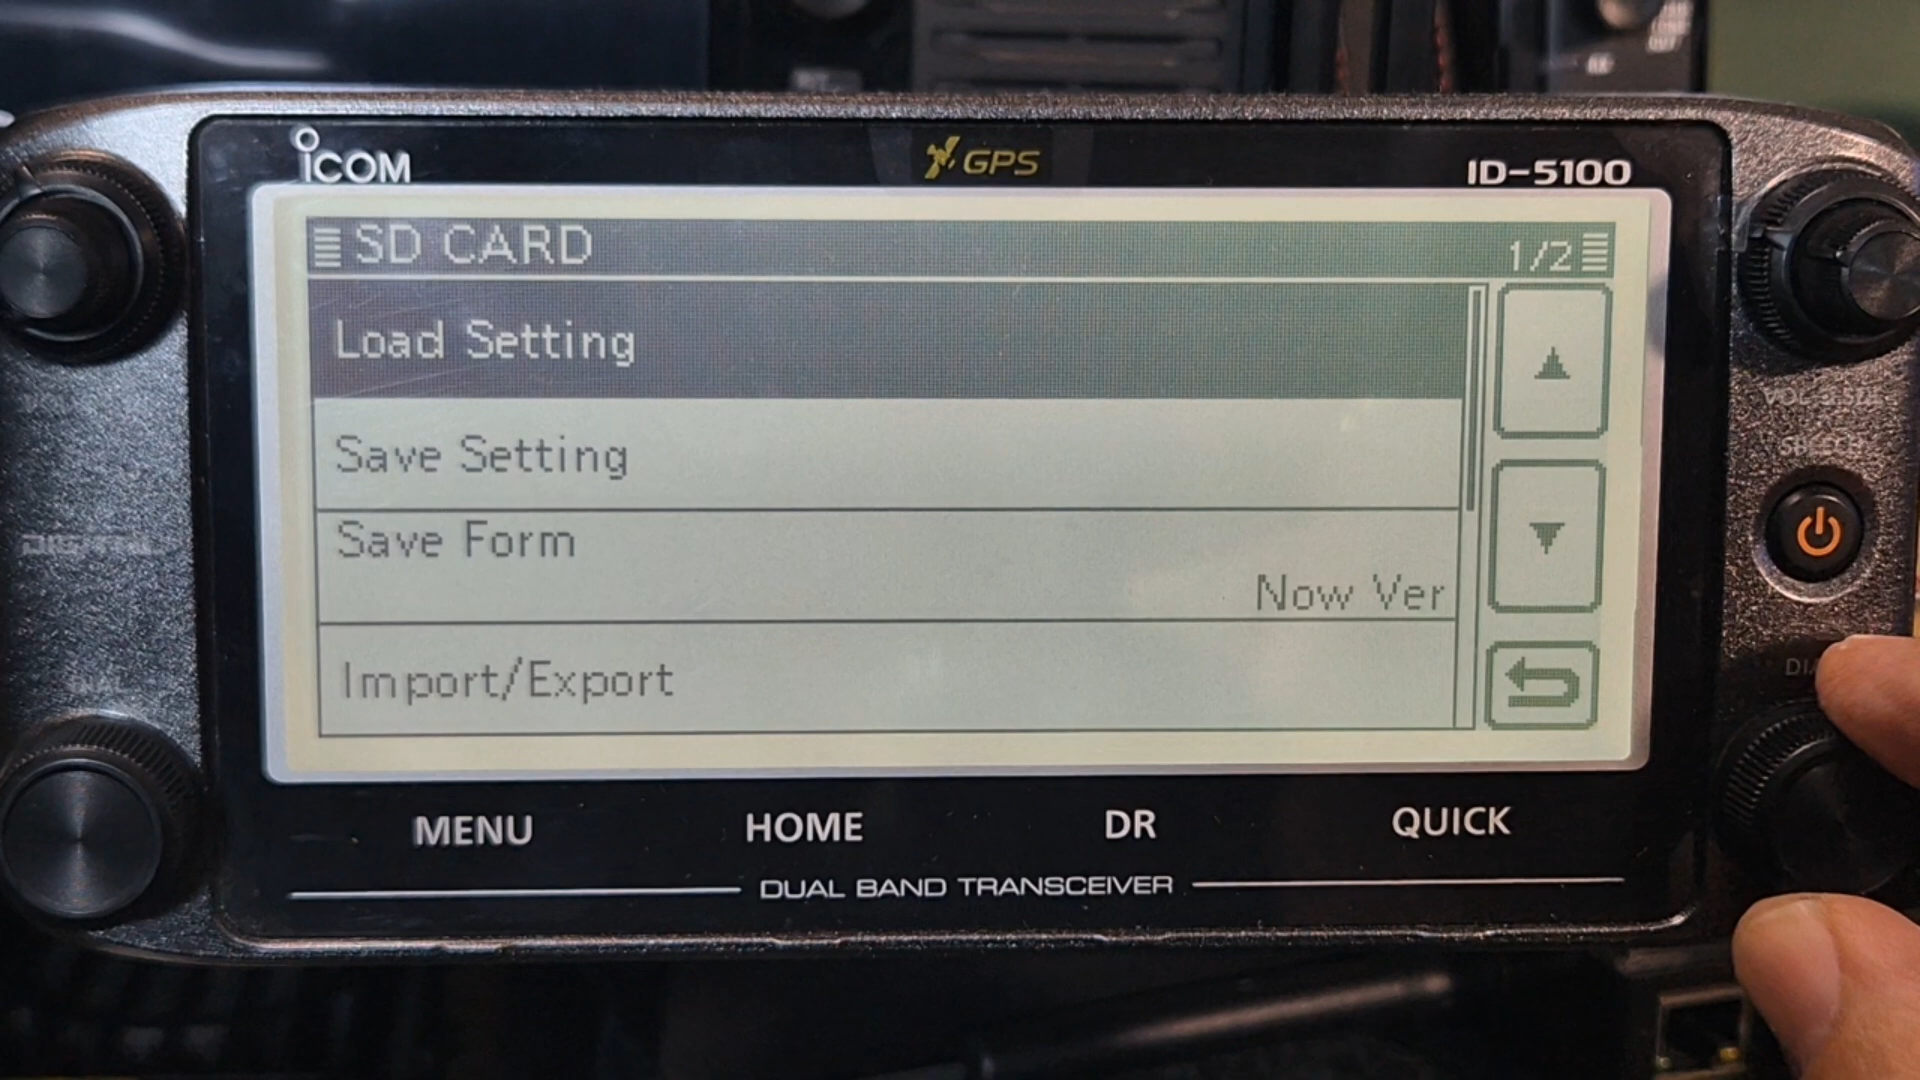 ICOM
GPS
ID-5100
SD CARD
1/2
Load Setting
Save Setting
Save Form
Now Ver
Import/Export
MENU
HOME
DR
QUICK
DUAL BAND TRANSCEIVER